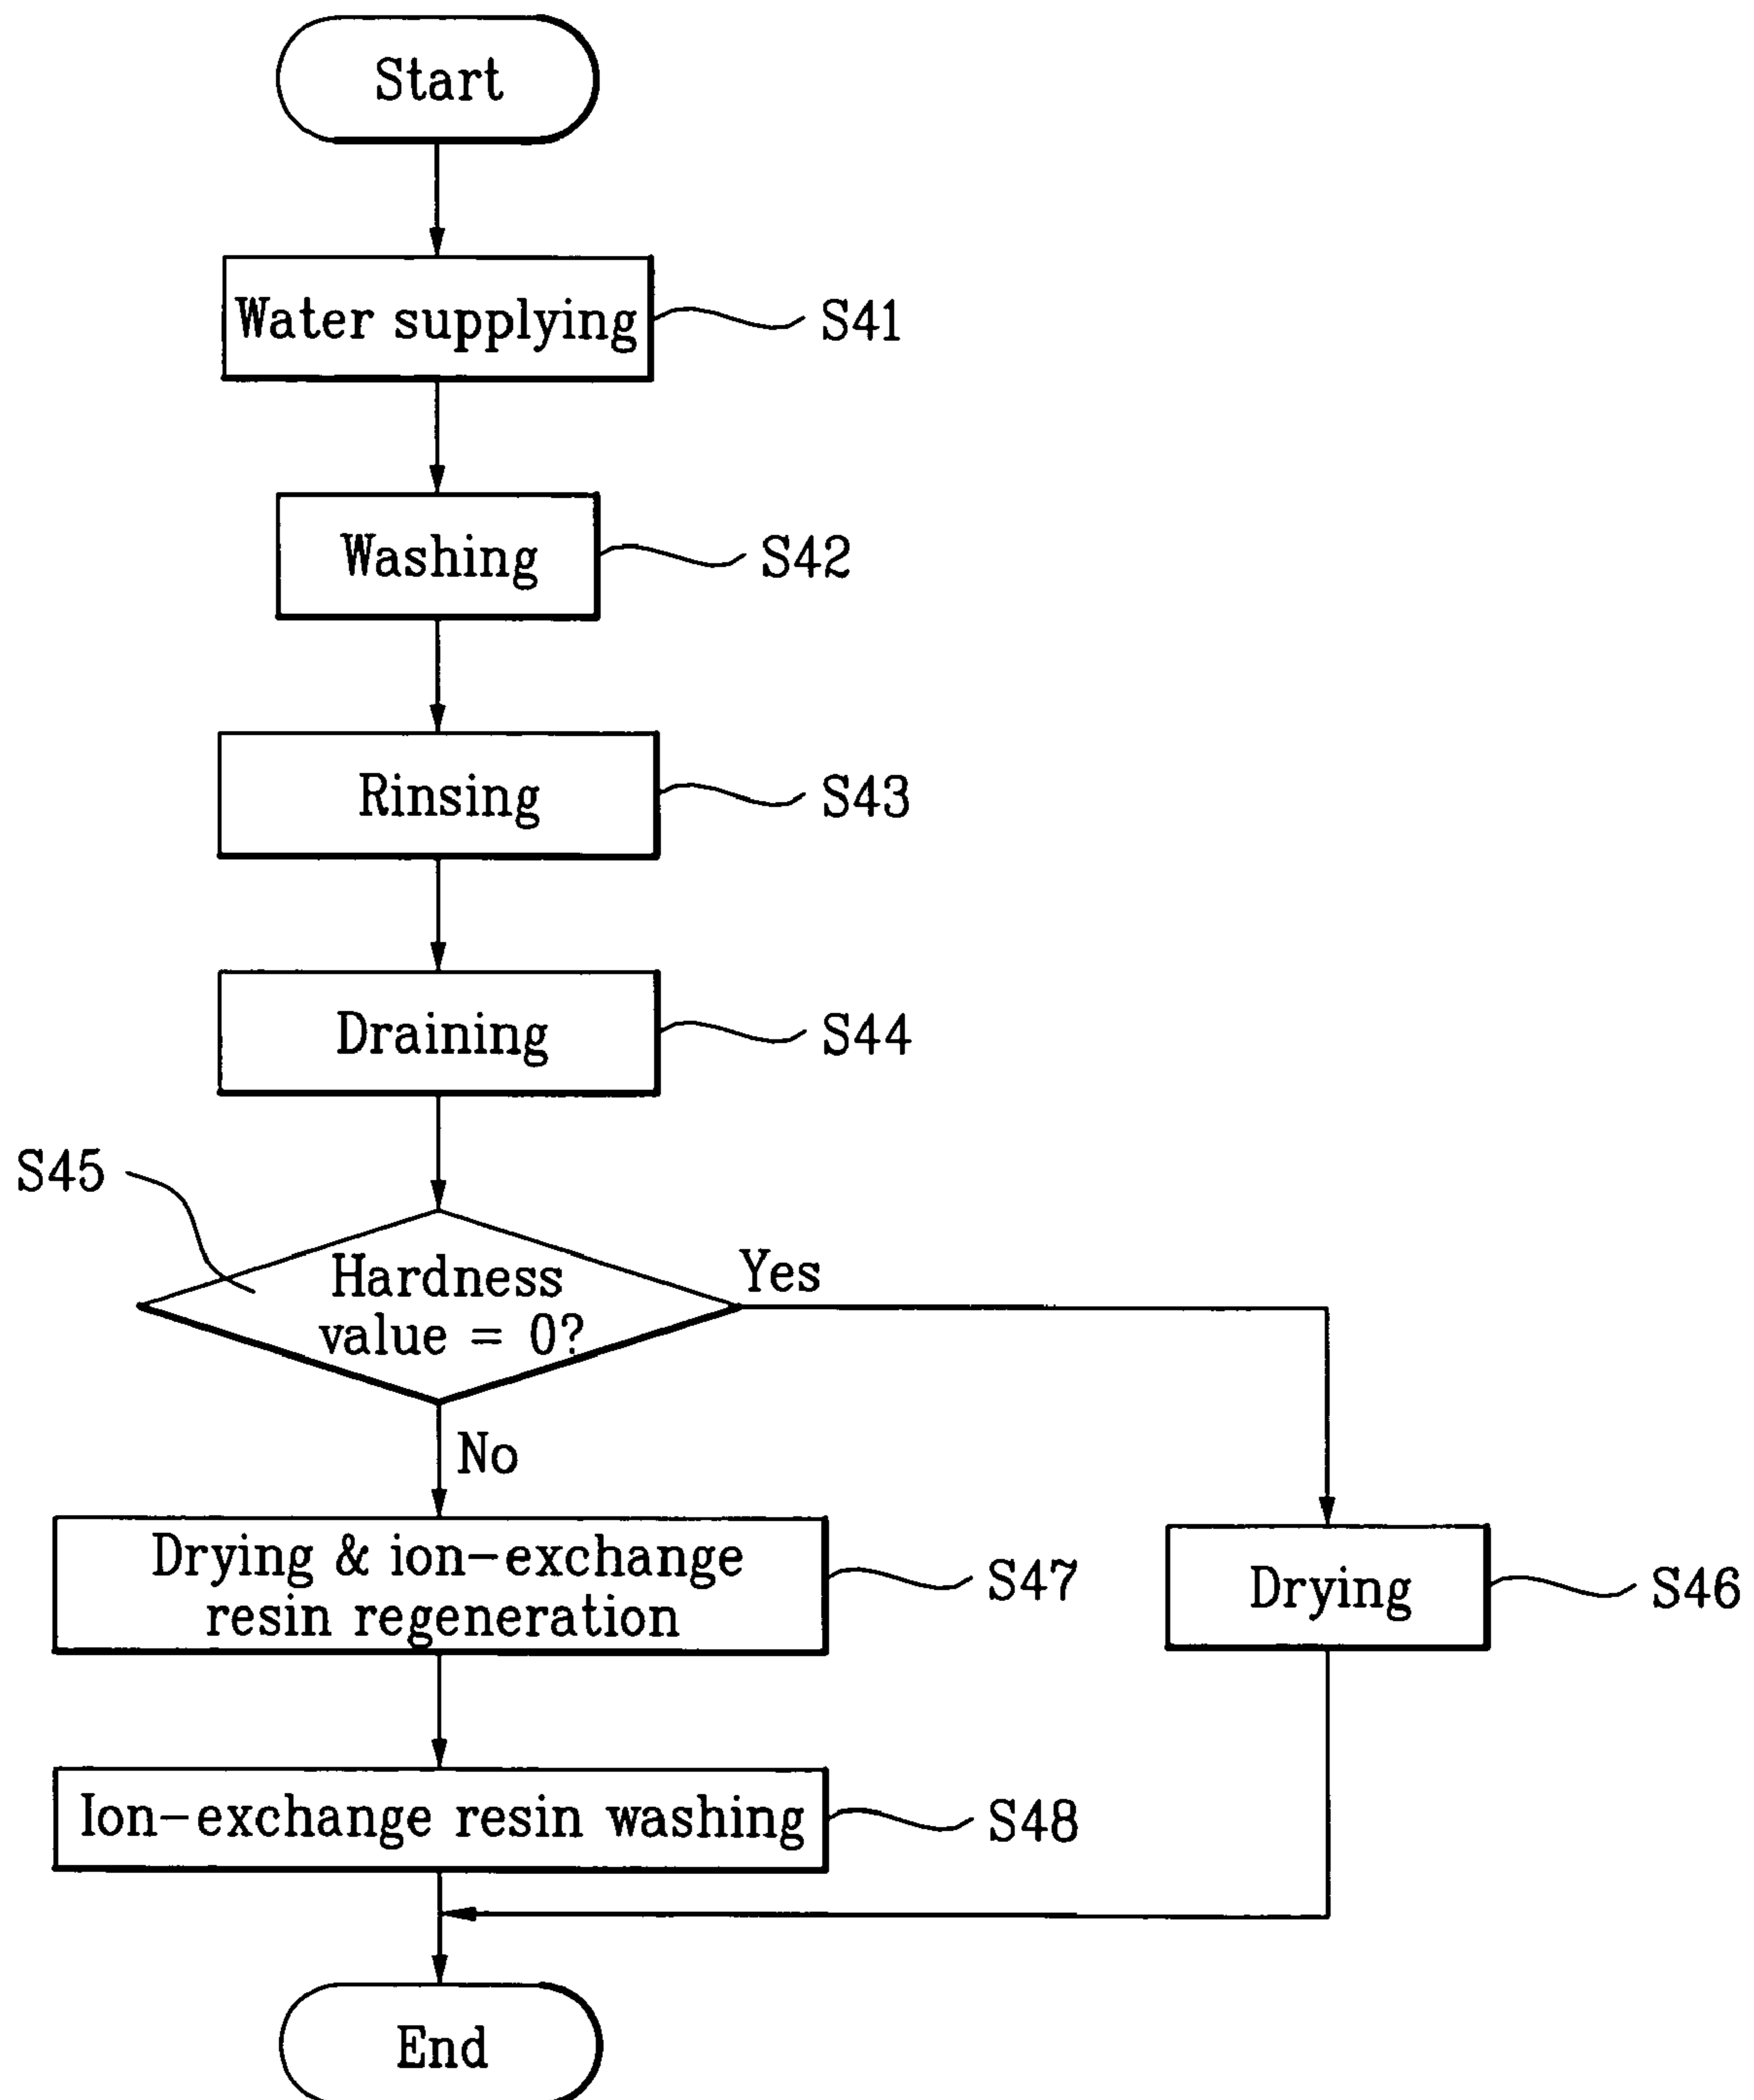 Start
Water supplying
S41
Washing
S42
Rinsing
S43
Draining
S44
S45
Hardness
value = 0?
Yes
No
Drying & ion-exchange
resin regeneration
S47
Drying
S46
Ion-exchange resin washing
S48
End